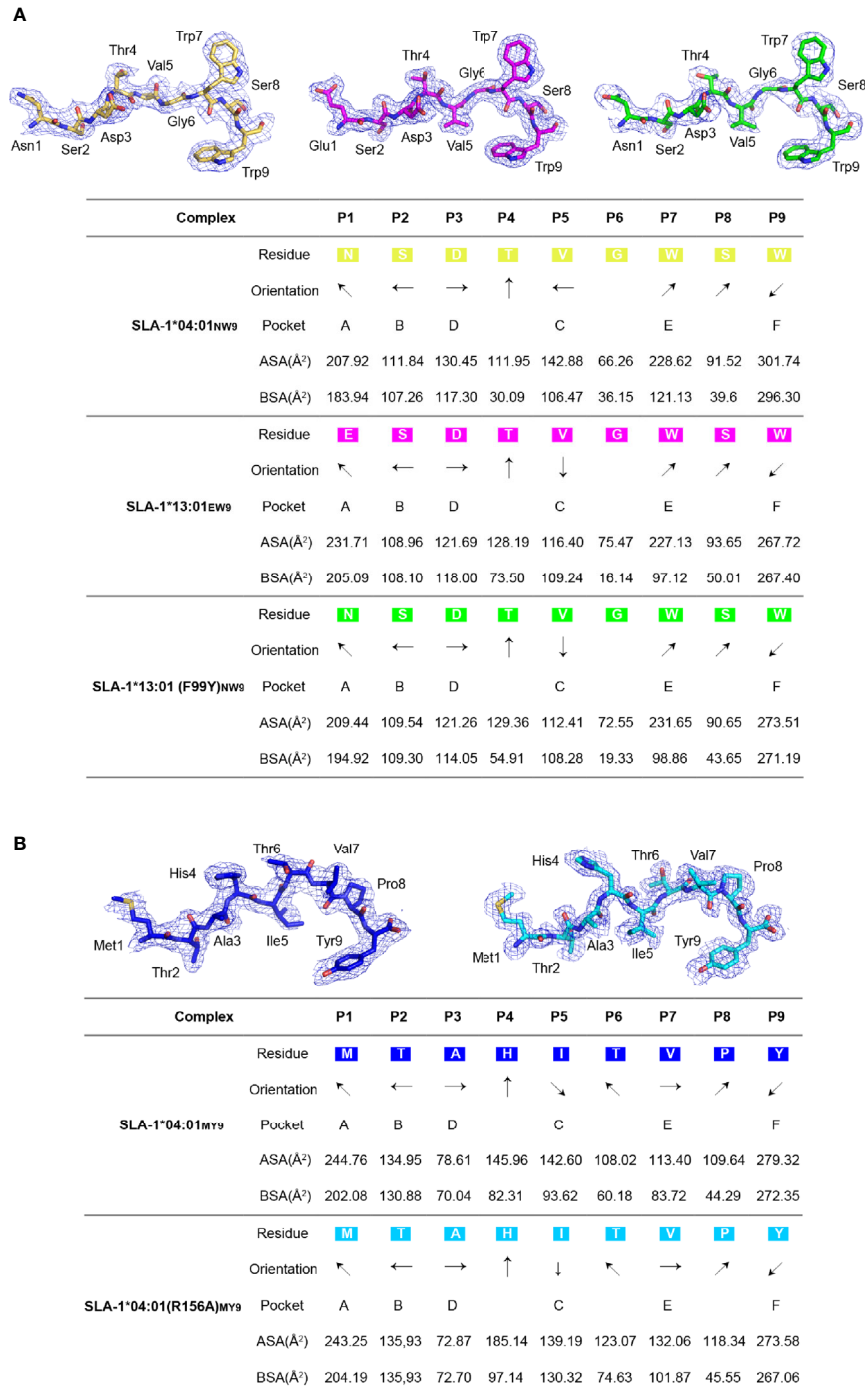 A
Thr4 Val5 Trp7 Ser8 Asn1 Ser2 Asp3 Gly6 Trp9
Thr4 Gly6 Trp7 Ser8 Glu1 Ser2 Asp3 Val5 Trp9
Thr4 Gly6 Trp7 Ser8 Asn1 Ser2 Asp3 Val5 Trp9
Complex P1 P2 P3 P4 P5 P6 P7 P8 P9
Residue N S D T V G W S W
Orientation ↖ ← → ↑ ← ↗ ↗ ↙
SLA-1*04:01NW9 Pocket A B D C E F
ASA(Å²) 207.92 111.84 130.45 111.95 142.88 66.26 228.62 91.52 301.74
BSA(Å²) 183.94 107.26 117.30 30.09 106.47 36.15 121.13 39.6 296.30
Residue E S D T V G W S W
Orientation ↖ ← → ↑ ↓ ↗ ↗ ↙
SLA-1*13:01EW9 Pocket A B D C E F
ASA(Å²) 231.71 108.96 121.69 128.19 116.40 75.47 227.13 93.65 267.72
BSA(Å²) 205.09 108.10 118.00 73.50 109.24 16.14 97.12 50.01 267.40
Residue N S D T V G W S W
Orientation ↖ ← → ↑ ↓ ↗ ↗ ↙
SLA-1*13:01 (F99Y)NW9 Pocket A B D C E F
ASA(Å²) 209.44 109.54 121.26 129.36 112.41 72.55 231.65 90.65 273.51
BSA(Å²) 194.92 109.30 114.05 54.91 108.28 19.33 98.86 43.65 271.19
B
His4 Thr6 Val7 Pro8 Met1 Thr2 Ala3 Ile5 Tyr9
His4 Thr6 Val7 Pro8 Met1 Thr2 Ala3 Ile5 Tyr9
Complex P1 P2 P3 P4 P5 P6 P7 P8 P9
Residue M T A H I T V P Y
Orientation ↖ ← → ↑ ↘ ↖ → ↗ ↙
SLA-1*04:01MY9 Pocket A B D C E F
ASA(Å²) 244.76 134.95 78.61 145.96 142.60 108.02 113.40 109.64 279.32
BSA(Å²) 202.08 130.88 70.04 82.31 93.62 60.18 83.72 44.29 272.35
Residue M T A H I T V P Y
Orientation ↖ ← → ↑ ↓ ↖ → ↗ ↙
SLA-1*04:01(R156A)MY9 Pocket A B D C E F
ASA(Å²) 243.25 135,93 72.87 185.14 139.19 123.07 132.06 118.34 273.58
BSA(Å²) 204.19 135,93 72.70 97.14 130.32 74.63 101.87 45.55 267.06